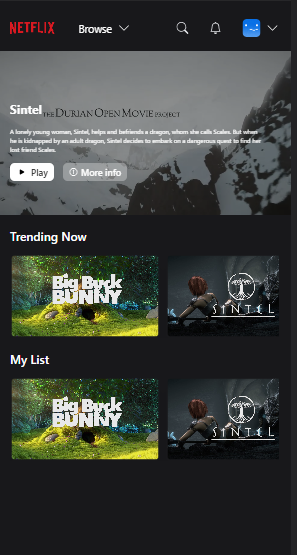 NETFLIX
Browse
Sintel
THE DURIAN OPEN MOVIE PROJECT
A lonely young woman, Sintel, helps and befriends a dragon, whom she calls Scales. But when
he is kidnapped by an adult dragon, Sintel decides to embark on a dangerous quest to find her
lost friend Scales.
Play
More info
Trending Now
Big Buck
BUNNY
SINTEL
My List
Big Buck
BUNNY
SINTEL